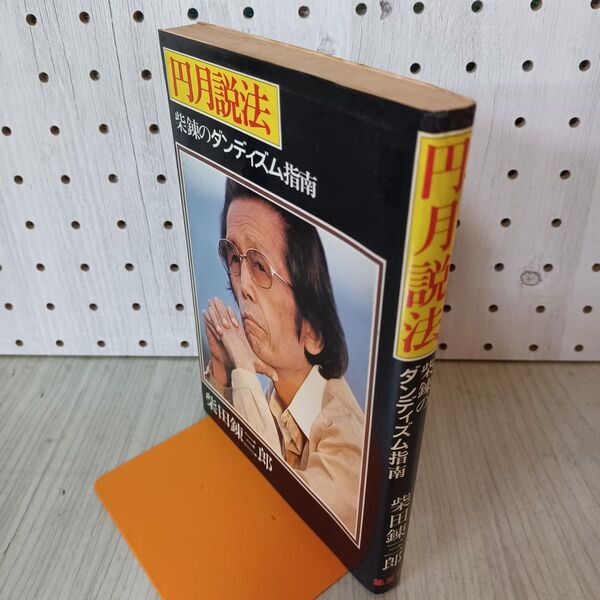 円月説法
柴錬のダンディズム指南
柴田錬三郎
円月説法
柴錬の
ダンディズム指南
柴田錬三郎
集